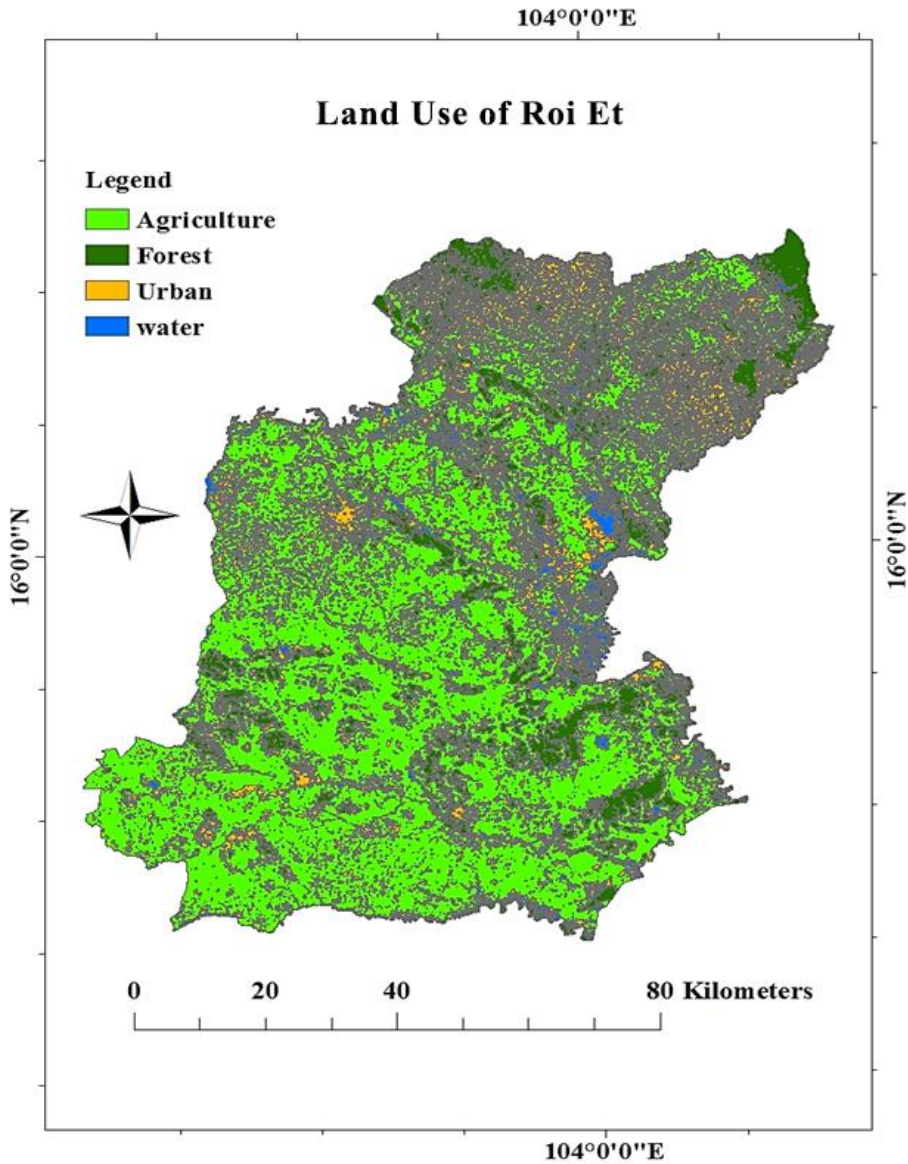 104°0'0"E
Land Use of Roi Et
Legend
Agriculture
Forest
Urban
water
16°0'0"N
16°0'0"N
0 20 40 80 Kilometers
104°0'0"E